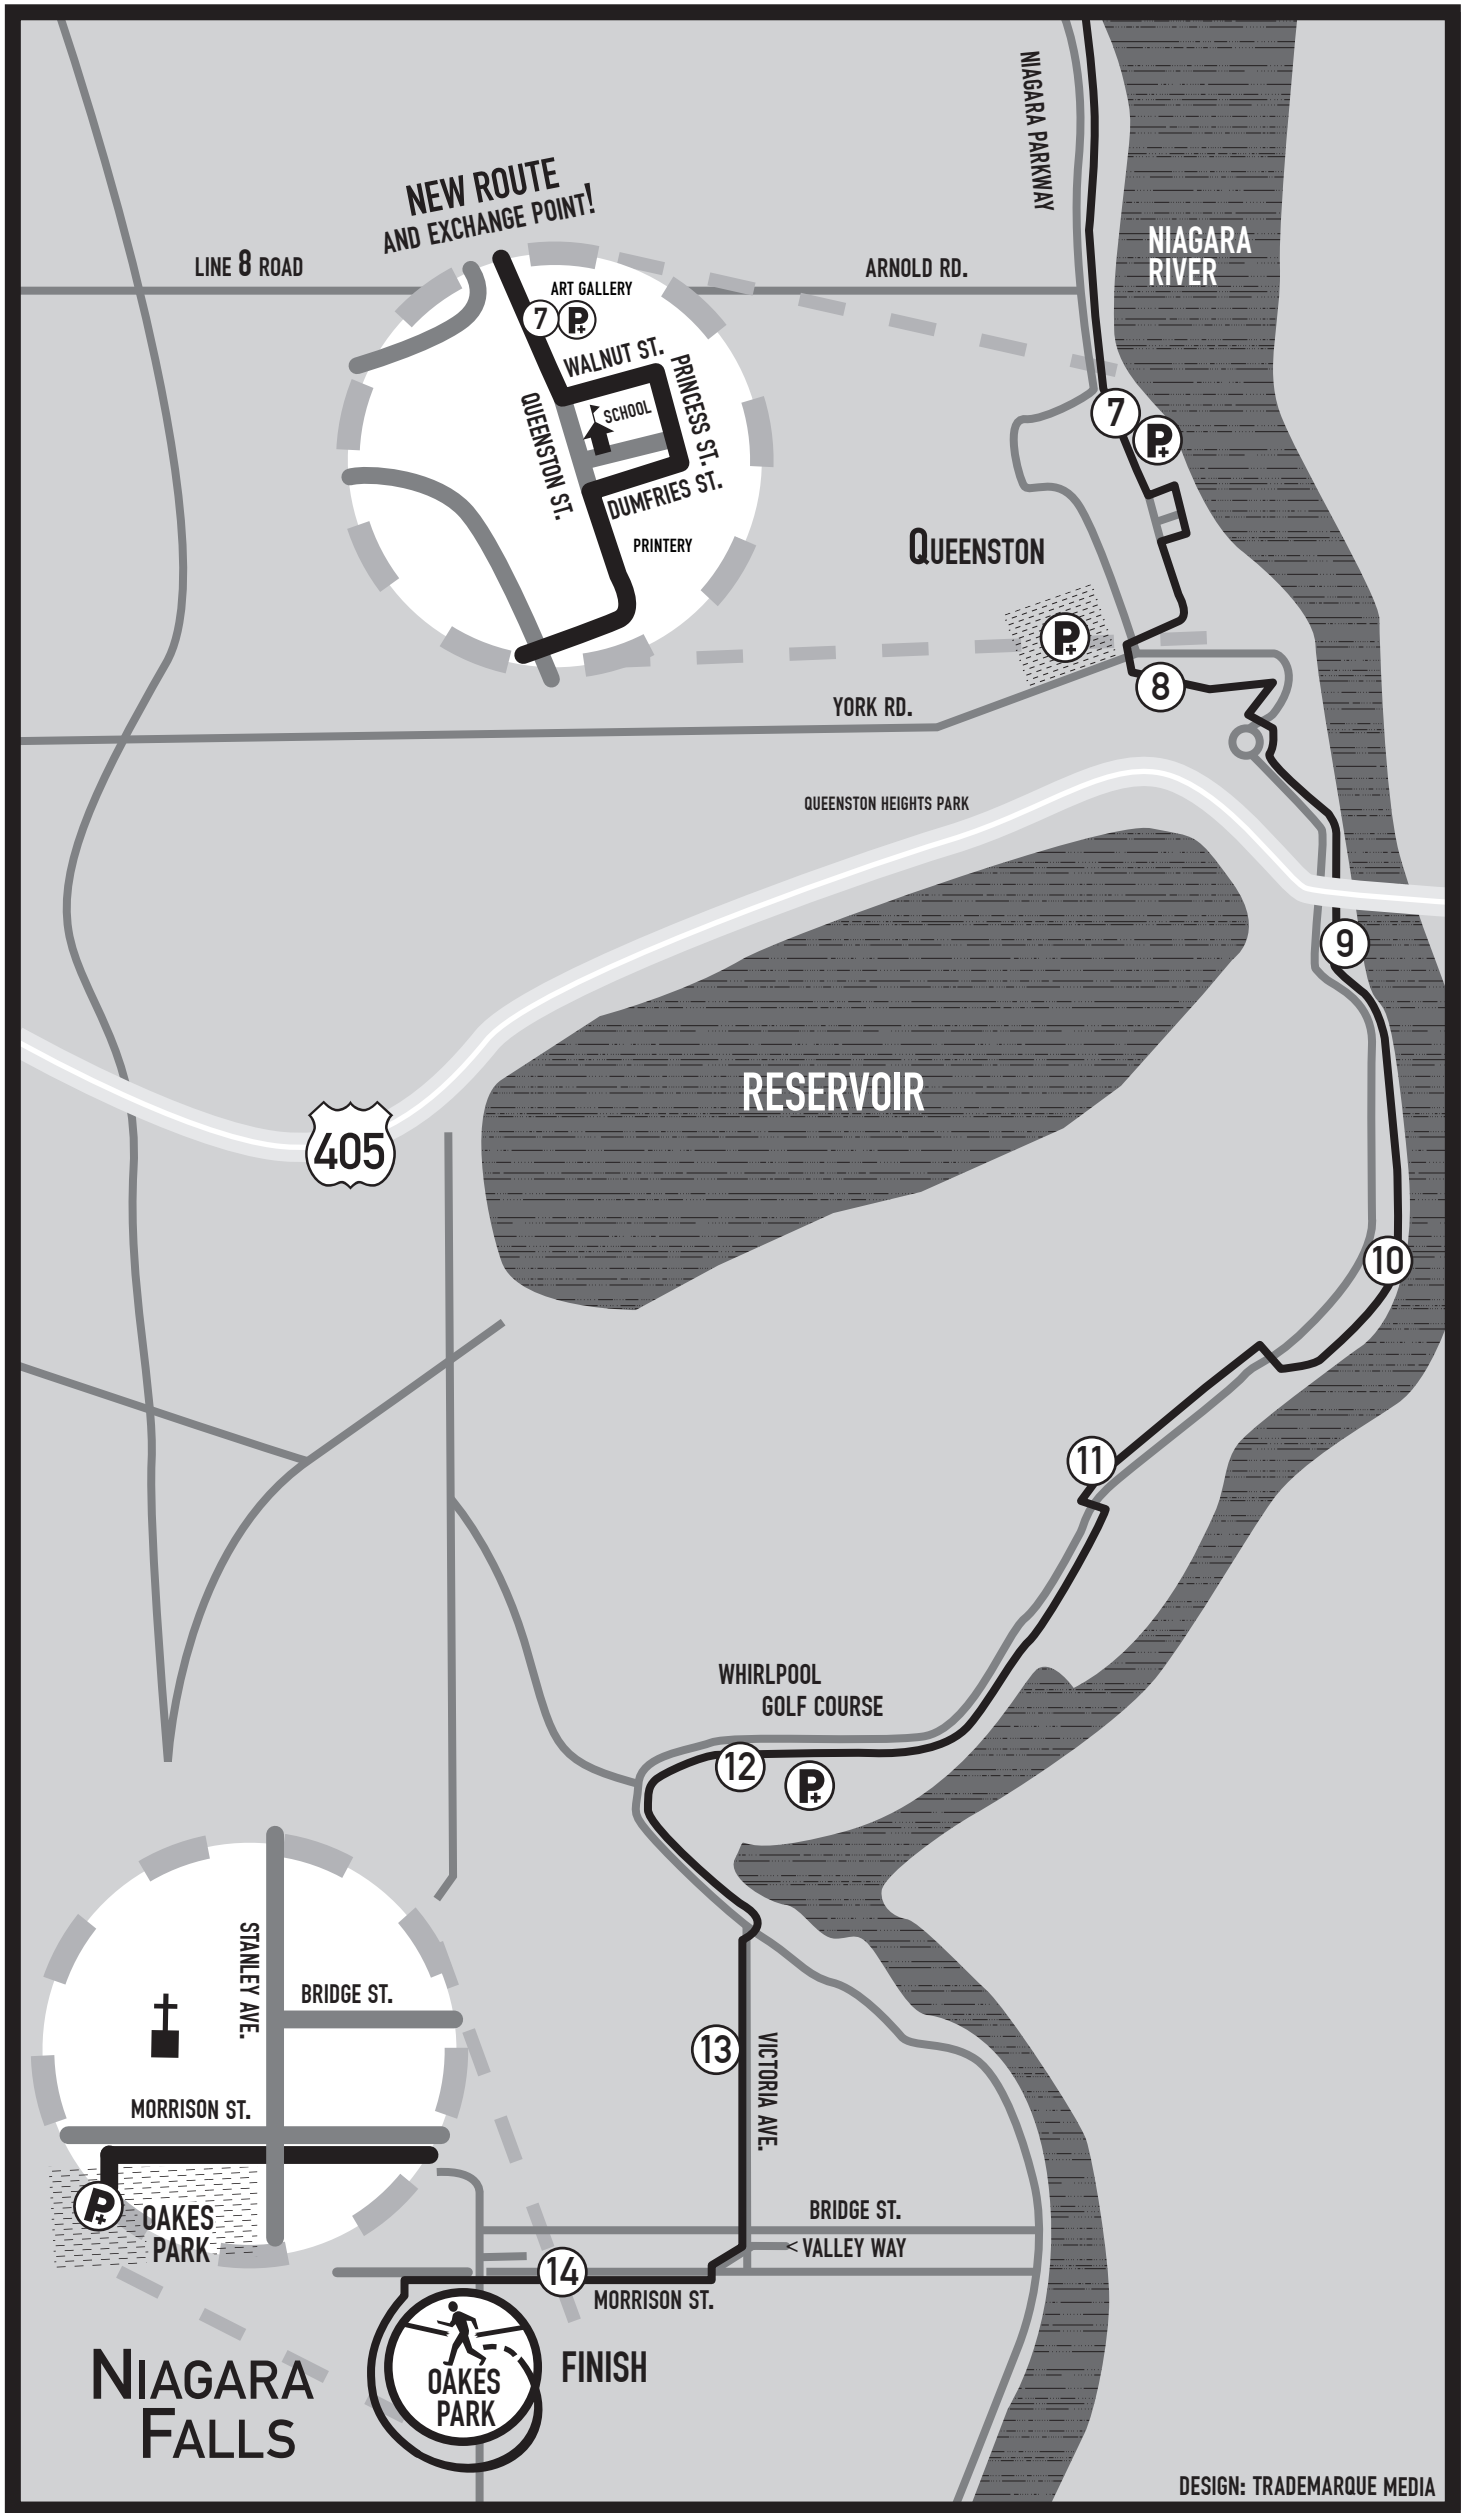 NIAGARA PARKWAY
NEW ROUTE
AND EXCHANGE POINT!
NIAGARA
RIVER
LINE 8 ROAD
ARNOLD RD.
ART GALLERY
7
P+
WALNUT ST.
PRINCESS ST.
QUEENSTON ST.
SCHOOL
DUMFRIES ST.
PRINTERY
7
P+
QUEENSTON
P+
8
YORK RD.
QUEENSTON HEIGHTS PARK
9
RESERVOIR
405
10
11
WHIRLPOOL
GOLF COURSE
12
P+
STANLEY AVE.
BRIDGE ST.
MORRISON ST.
P+
OAKES
PARK
13
VICTORIA AVE.
BRIDGE ST.
< VALLEY WAY
14
MORRISON ST.
OAKES
PARK
FINISH
NIAGARA
FALLS
DESIGN: TRADEMARQUE MEDIA